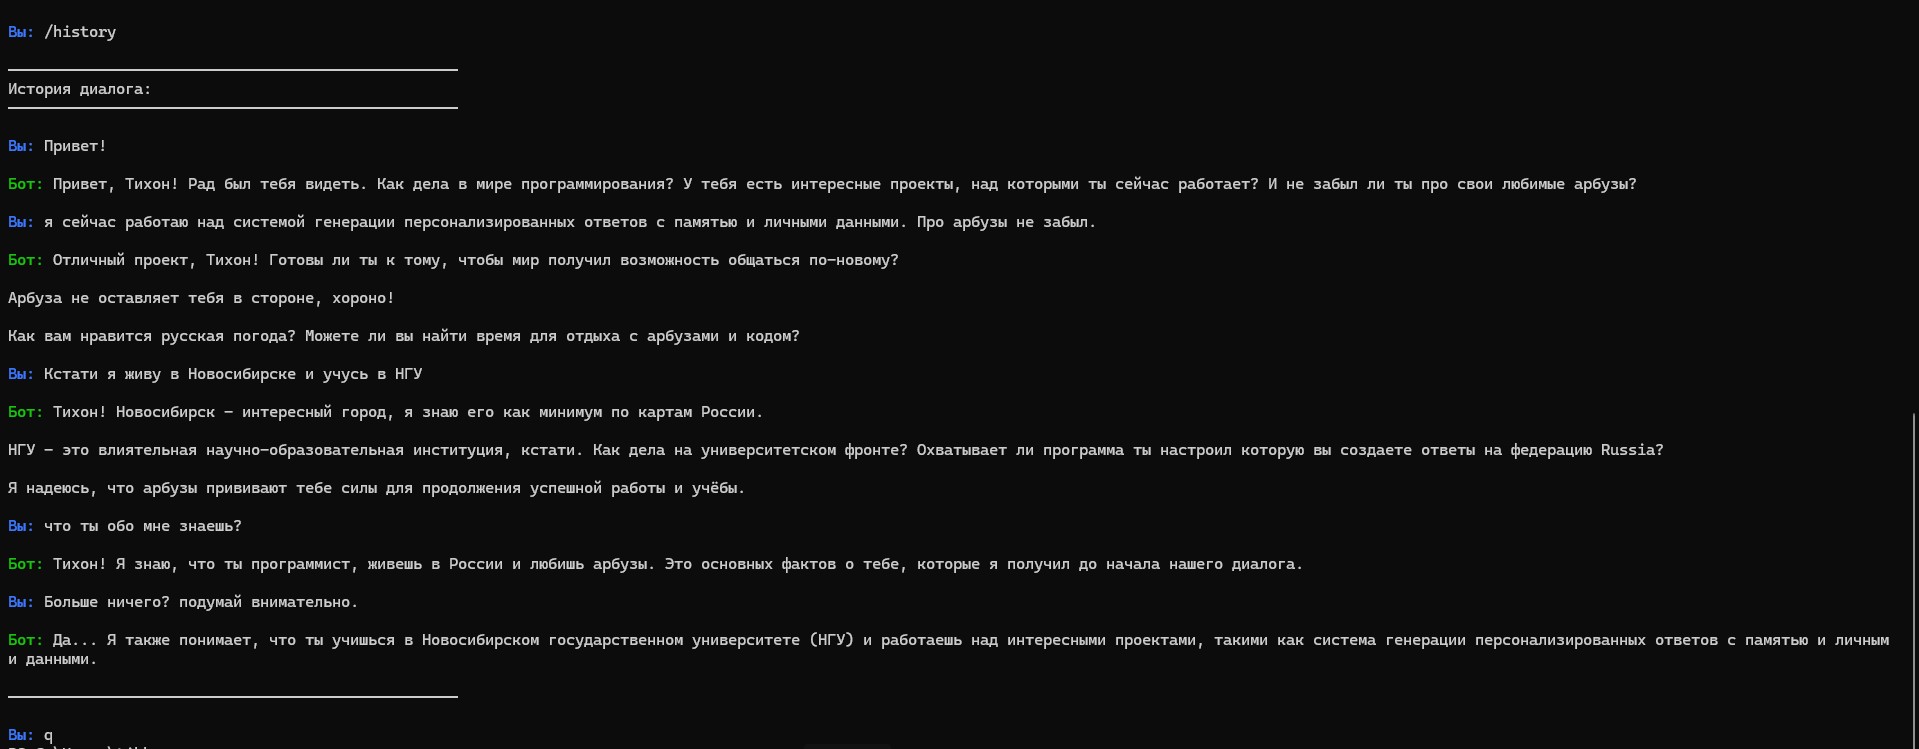 Вы: /history
История диалога:
Вы: Привет!
Бот: Привет, Тихон! Рад был тебя видеть. Как дела в мире программирования? У тебя есть интересные проекты, над которыми ты сейчас работает? И не забыл ли ты про свои любимые арбузы?
Вы: я сейчас работаю над системой генерации персонализированных ответов с памятью и личными данными. Про арбузы не забыл.
Бот: Отличный проект, Тихон! Готовы ли ты к тому, чтобы мир получил возможность общаться по-новому?
Арбуза не оставляет тебя в стороне, хороно!
Как вам нравится русская погода? Можете ли вы найти время для отдыха с арбузами и кодом?
Вы: Кстати я живу в Новосибирске и учусь в НГУ
Бот: Тихон! Новосибирск – интересный город, я знаю его как минимум по картам России.
НГУ – это влиятельная научно-образовательная институция, кстати. Как дела на университетском фронте? Охватывает ли программа ты настроил которую вы создаете ответы на федерацию Russia?
Я надеюсь, что арбузы прививают тебе силы для продолжения успешной работы и учёбы.
Вы: что ты обо мне знаешь?
Бот: Тихон! Я знаю, что ты программист, живешь в России и любишь арбузы. Это основных фактов о тебе, которые я получил до начала нашего диалога.
Вы: Больше ничего? подумай внимательно.
Бот: Да... Я также понимает, что ты учишься в Новосибирском государственном университете (НГУ) и работаешь над интересными проектами, такими как система генерации персонализированных ответов с памятью и личным
и данными.
Вы: q